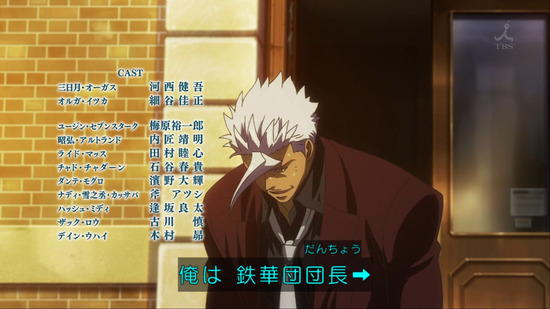 TBS
CAST
三日月・オーガス 河西健吾
オルガ・イツカ 細谷佳正
ユージン・セブンスターク 梅原裕一郎
昭弘・アルトランド 内匠靖明
ライド・マッス 田村睦心
チャド・チャダーン 石谷春貴
ダンテ・モグロ 濱野大輝
ナディ・雪之丞・カッサパ 斧アツシ
ハッシュ・ミディ 逢坂良太
ザック・ロウ 古川慎
デイン・ウハイ 木村昴
だんちょう
俺は 鉄華団団長➡